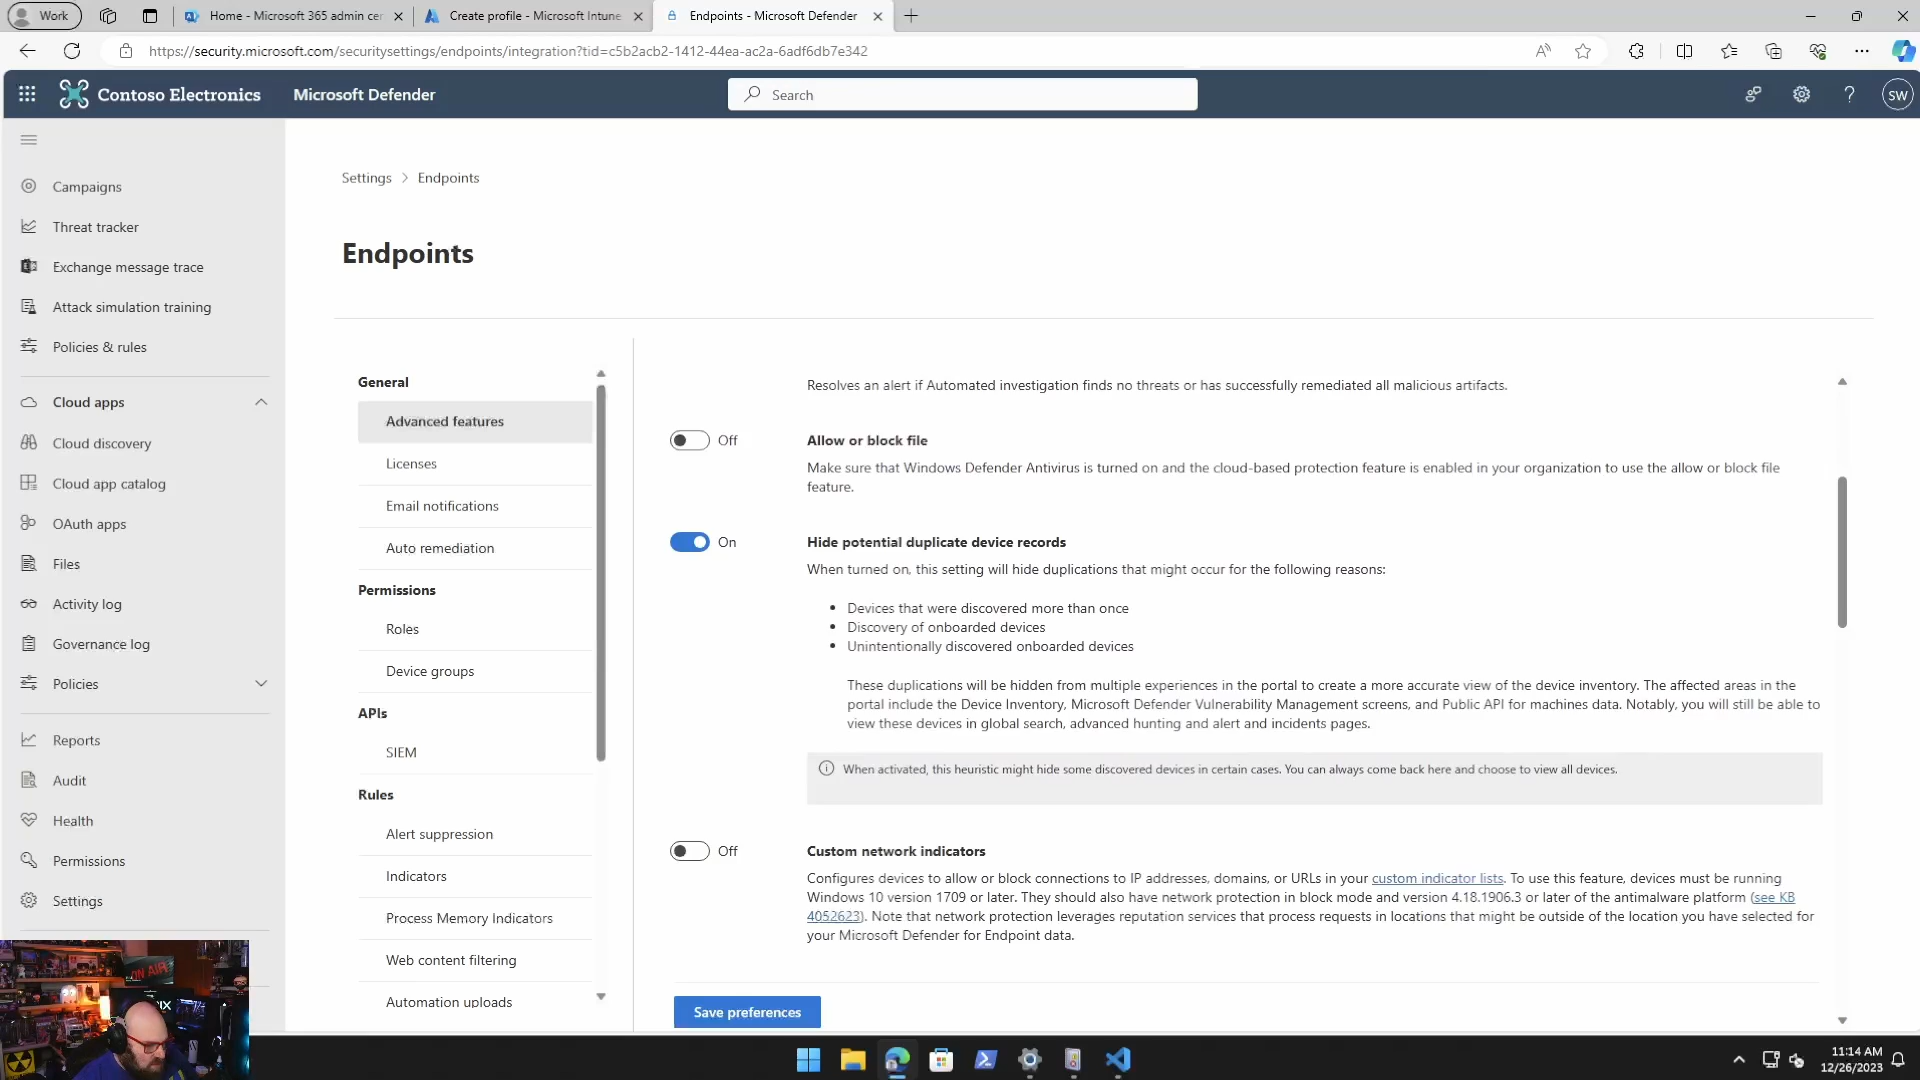 Work
Home - Microsoft 365 admin cer
Create profile - Microsoft Intune
Endpoints - Microsoft Defender
https://security.microsoft.com/securitysettings/endpoints/integration?tid=c5b2acb2-1412-44ea-ac2a-6adf6db7e342
Contoso Electronics
Microsoft Defender
Search
SW
Campaigns
Threat tracker
Exchange message trace
Attack simulation training
Policies & rules
Cloud apps
Cloud discovery
Cloud app catalog
OAuth apps
Files
Activity log
Governance log
Policies
Reports
Audit
Health
Permissions
Settings
Settings > Endpoints
Endpoints
General
Advanced features
Licenses
Email notifications
Auto remediation
Permissions
Roles
Device groups
APIs
SIEM
Rules
Alert suppression
Indicators
Process Memory Indicators
Web content filtering
Automation uploads
Resolves an alert if Automated investigation finds no threats or has successfully remediated all malicious artifacts.
Off
Allow or block file
Make sure that Windows Defender Antivirus is turned on and the cloud-based protection feature is enabled in your organization to use the allow or block file
feature.
On
Hide potential duplicate device records
When turned on, this setting will hide duplications that might occur for the following reasons:
• Devices that were discovered more than once
• Discovery of onboarded devices
• Unintentionally discovered onboarded devices
These duplications will be hidden from multiple experiences in the portal to create a more accurate view of the device inventory. The affected areas in the
portal include the Device Inventory, Microsoft Defender Vulnerability Management screens, and Public API for machines data. Notably, you will still be able to
view these devices in global search, advanced hunting and alert and incidents pages.
When activated, this heuristic might hide some discovered devices in certain cases. You can always come back here and choose to view all devices.
Off
Custom network indicators
Configures devices to allow or block connections to IP addresses, domains, or URLs in your custom indicator lists. To use this feature, devices must be running
Windows 10 version 1709 or later. They should also have network protection in block mode and version 4.18.1906.3 or later of the antimalware platform (see KB
4052623). Note that network protection leverages reputation services that process requests in locations that might be outside of the location you have selected for
your Microsoft Defender for Endpoint data.
Save preferences
ON AIR
11:14 AM
12/26/2023